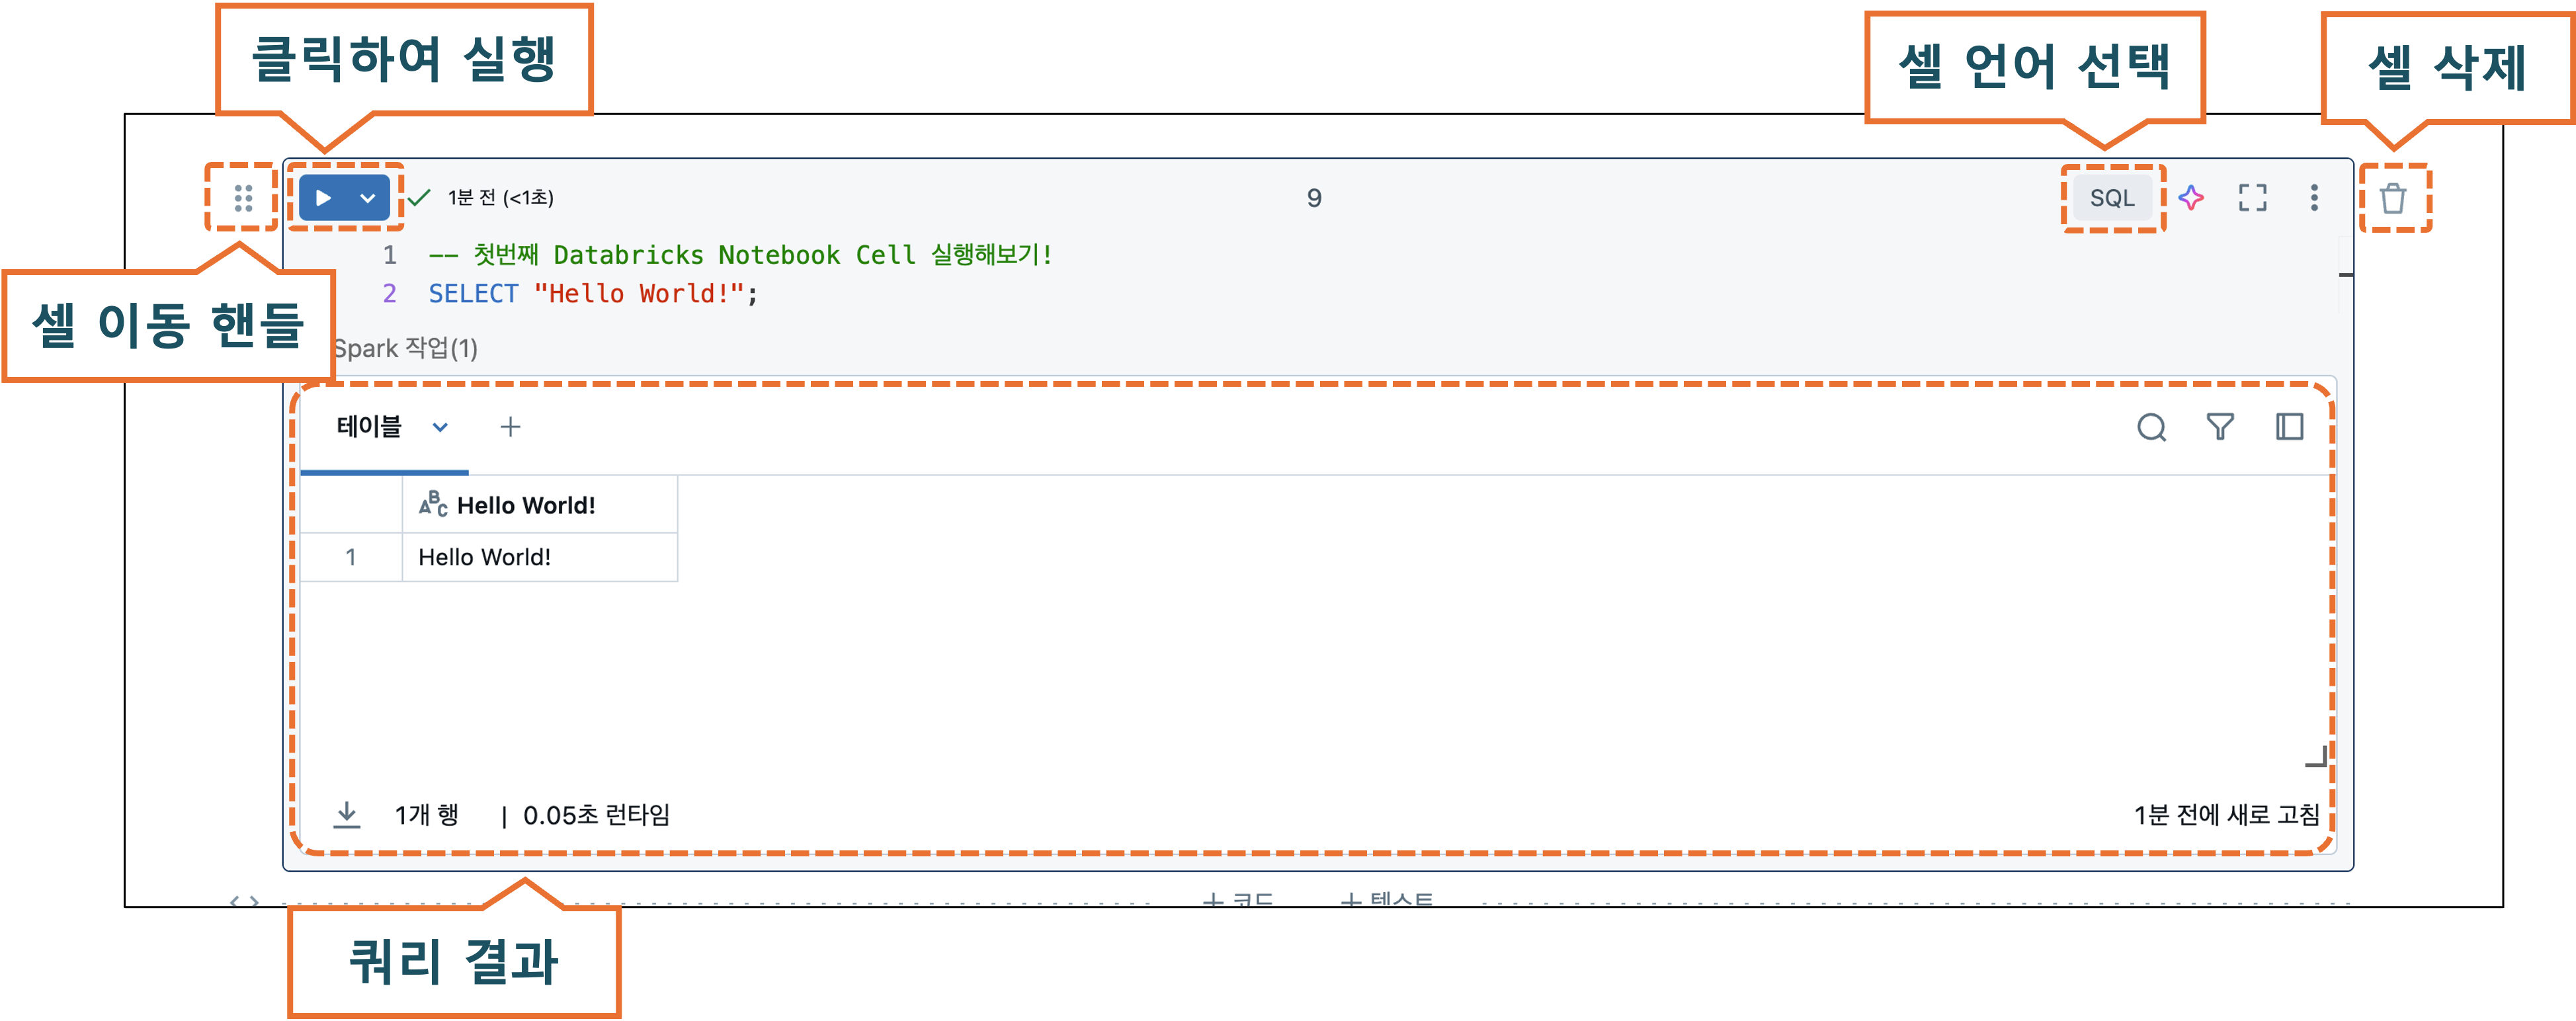 클릭하여 실행
셀 언어 선택
셀 삭제
1분 전 (<1초)
9
SQL
1 -- 첫번째 Databricks Notebook Cell 실행해보기!
2 SELECT "Hello World!";
셀 이동 핸들
Spark 작업(1)
테이블
ABC Hello World!
1 Hello World!
1개 행 | 0.05초 런타임
1분 전에 새로 고침
+ 코드 + 텍스트
쿼리 결과